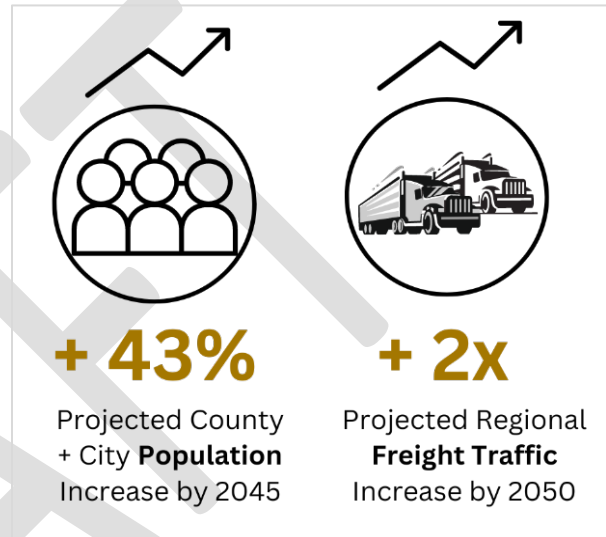 + 43%
Projected County
+ City Population
Increase by 2045
+ 2x
Projected Regional
Freight Traffic
Increase by 2050